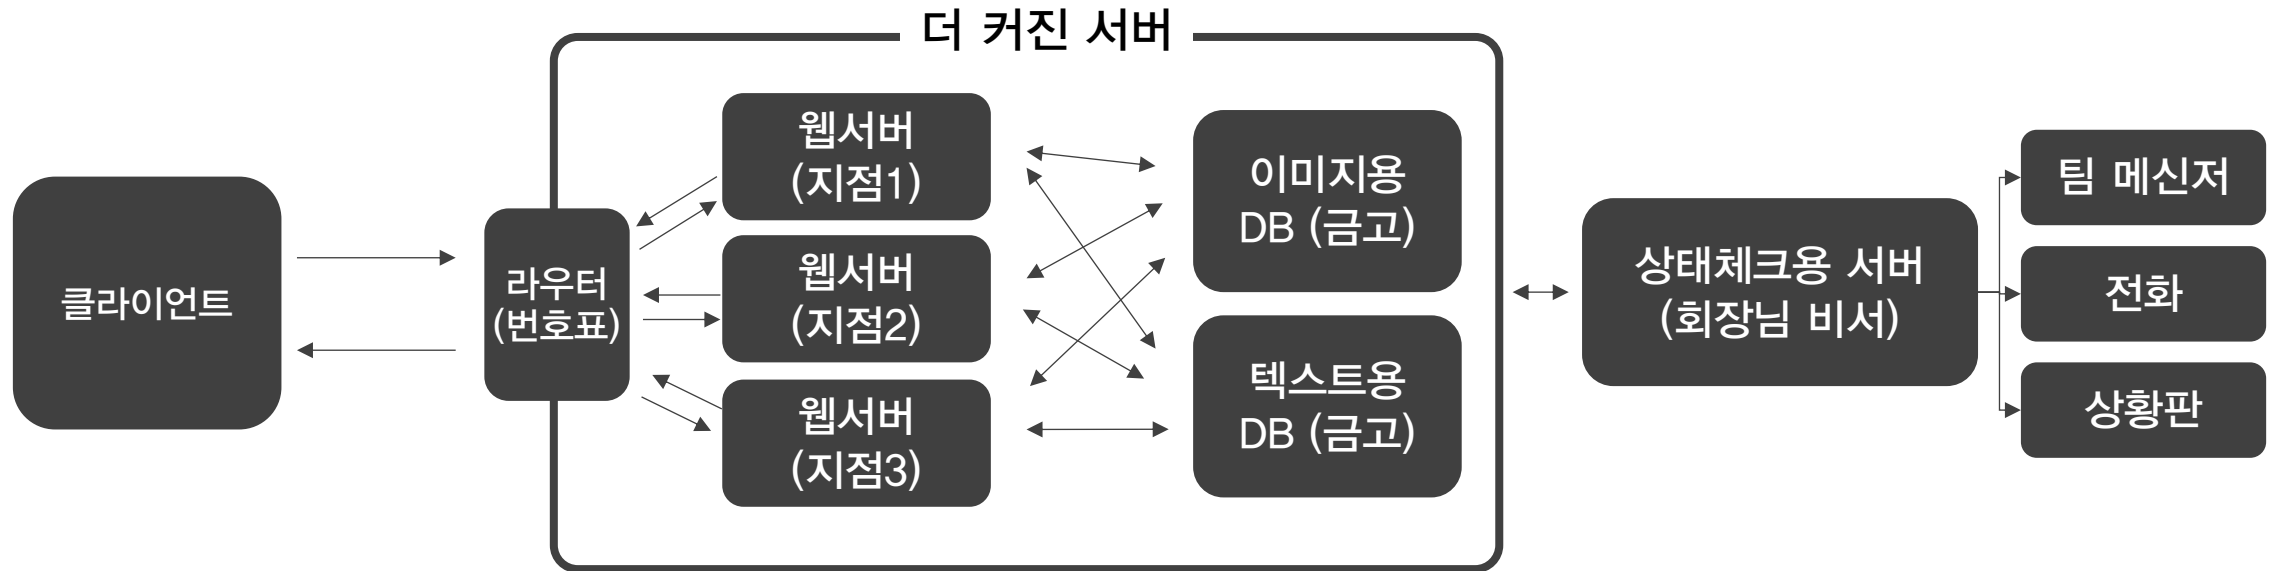 더 커진 서버
클라이언트
라우터
(번호표)
웹서버
(지점1)
웹서버
(지점2)
웹서버
(지점3)
이미지용
DB (금고)
텍스트용
DB (금고)
상태체크용 서버
(회장님 비서)
팀 메신저
전화
상황판